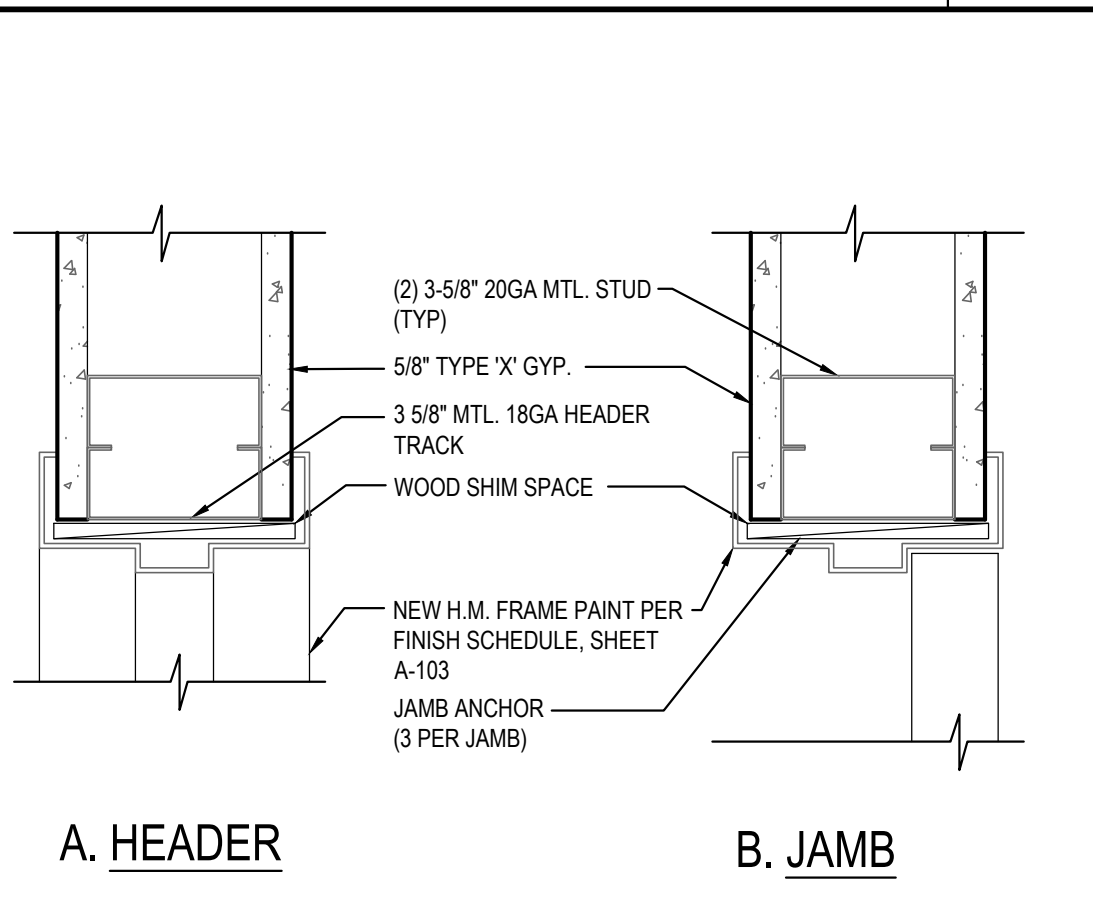 (2) 3-5/8" 20GA MTL. STUD
(TYP)
5/8" TYPE 'X' GYP.
3 5/8" MTL. 18GA HEADER
TRACK
WOOD SHIM SPACE
NEW H.M. FRAME PAINT PER
FINISH SCHEDULE, SHEET
A-103
JAMB ANCHOR
(3 PER JAMB)
A. HEADER
B. JAMB